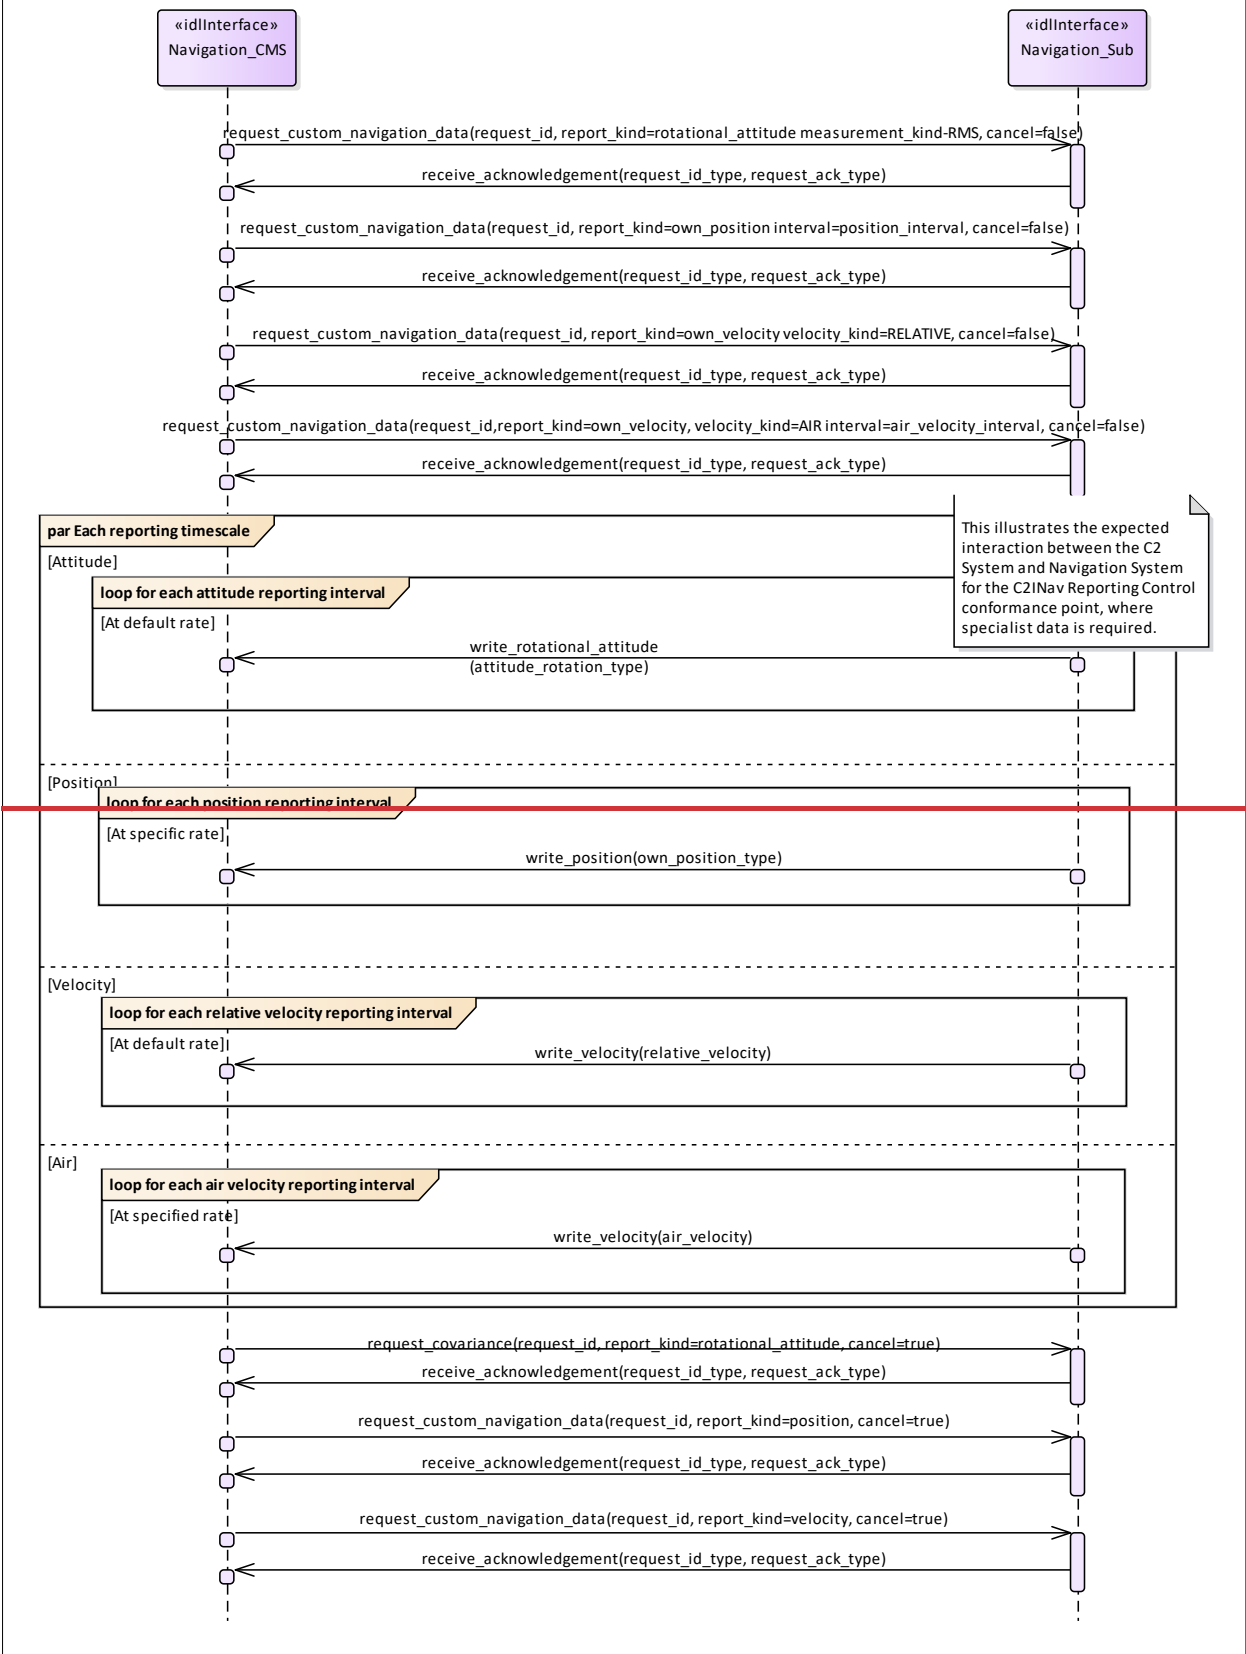 «idlInterface»
Navigation_CMS
«idlInterface»
Navigation_Sub
request_custom_navigation_data(request_id, report_kind=rotational_attitude measurement_kind-RMS, cancel=false)
receive_acknowledgement(request_id_type, request_ack_type)
request_custom_navigation_data(request_id, report_kind=own_position interval=position_interval, cancel=false)
receive_acknowledgement(request_id_type, request_ack_type)
request_custom_navigation_data(request_id, report_kind=own_velocity velocity_kind=RELATIVE, cancel=false)
receive_acknowledgement(request_id_type, request_ack_type)
request_custom_navigation_data(request_id,report_kind=own_velocity, velocity_kind=AIR interval=air_velocity_interval, cancel=false)
receive_acknowledgement(request_id_type, request_ack_type)
This illustrates the expected
interaction between the C2
System and Navigation System
for the C2INav Reporting Control
conformance point, where
specialist data is required.
par Each reporting timescale
[Attitude]
loop for each attitude reporting interval
[At default rate]
write_rotational_attitude
(attitude_rotation_type)
[Position]
loop for each position reporting interval
[At specific rate]
write_position(own_position_type)
[Velocity]
loop for each relative velocity reporting interval
[At default rate]
write_velocity(relative_velocity)
[Air]
loop for each air velocity reporting interval
[At specified rate]
write_velocity(air_velocity)
request_covariance(request_id, report_kind=rotational_attitude, cancel=true)
receive_acknowledgement(request_id_type, request_ack_type)
request_custom_navigation_data(request_id, report_kind=position, cancel=true)
receive_acknowledgement(request_id_type, request_ack_type)
request_custom_navigation_data(request_id, report_kind=velocity, cancel=true)
receive_acknowledgement(request_id_type, request_ack_type)